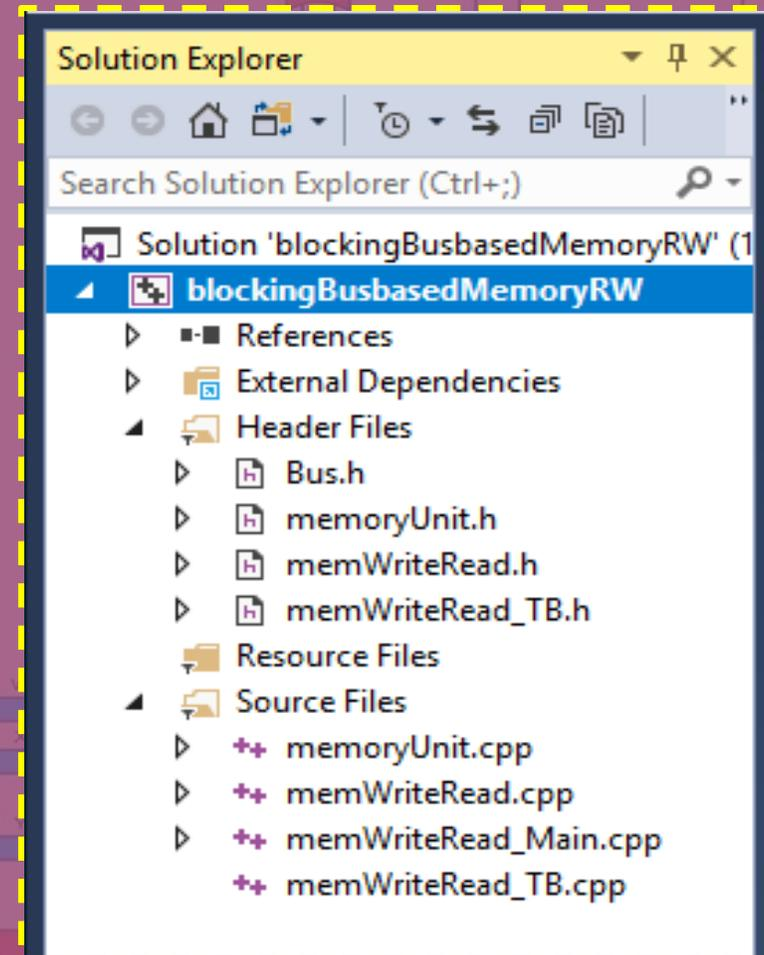 Solution Explorer
Search Solution Explorer (Ctrl+;)
Solution 'blockingBusbasedMemoryRW' (1
blockingBusbasedMemoryRW
References
External Dependencies
Header Files
Bus.h
memoryUnit.h
memWriteRead.h
memWriteRead_TB.h
Resource Files
Source Files
memoryUnit.cpp
memWriteRead.cpp
memWriteRead_Main.cpp
memWriteRead_TB.cpp